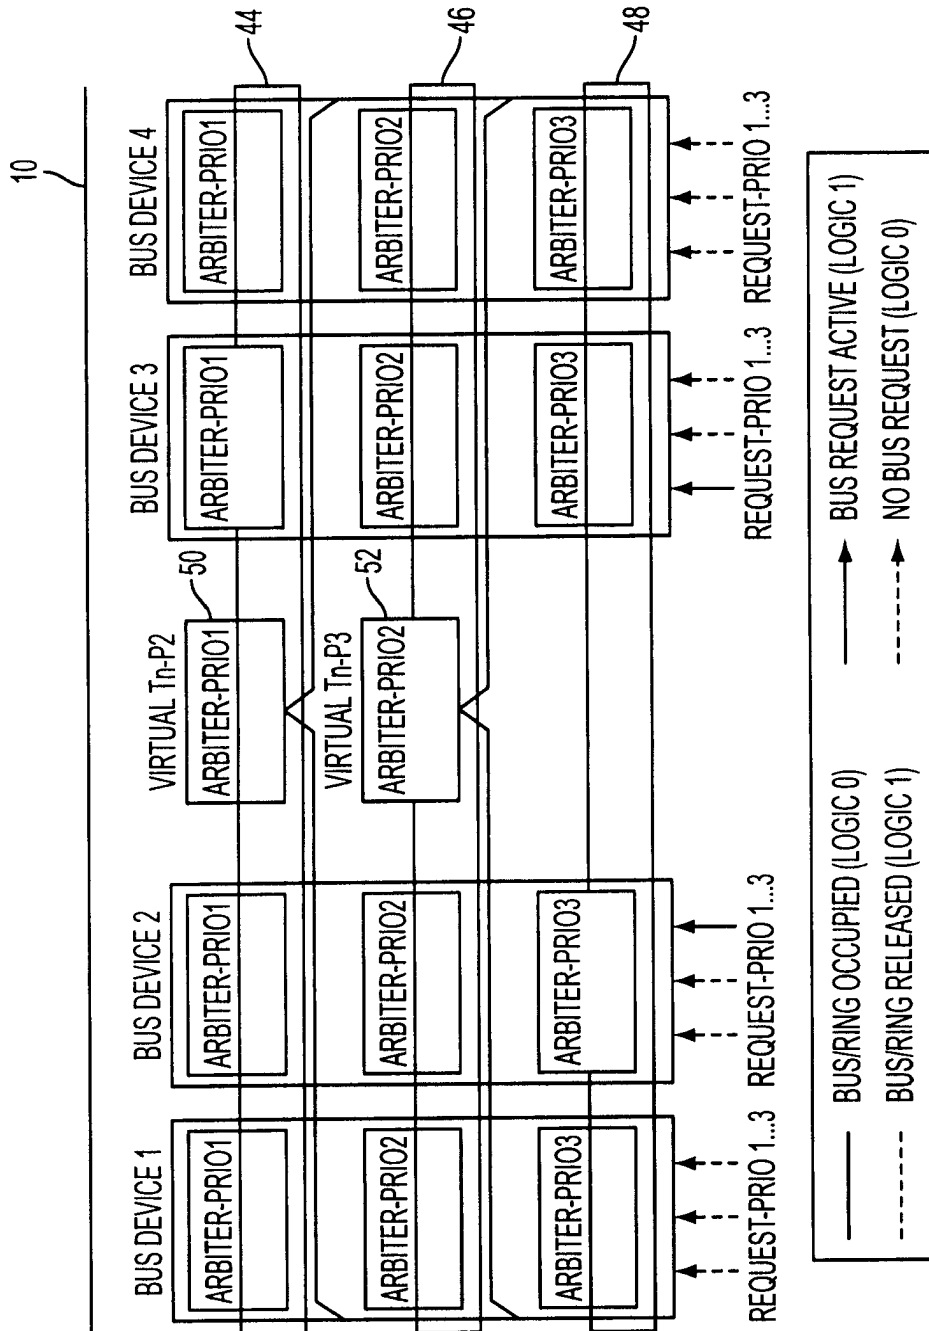 10
BUS DEVICE 1
BUS DEVICE 2
VIRTUAL Tn-P2
50
BUS DEVICE 3
BUS DEVICE 4
44
ARBITER-PRIO1
ARBITER-PRIO1
ARBITER-PRIO1
ARBITER-PRIO1
ARBITER-PRIO1
VIRTUAL Tn-P3
52
46
ARBITER-PRIO2
ARBITER-PRIO2
ARBITER-PRIO2
ARBITER-PRIO2
ARBITER-PRIO2
48
ARBITER-PRIO3
ARBITER-PRIO3
ARBITER-PRIO3
ARBITER-PRIO3
REQUEST-PRIO 1...3
REQUEST-PRIO 1...3
REQUEST-PRIO 1...3
REQUEST-PRIO 1...3
BUS/RING OCCUPIED (LOGIC 0)
BUS REQUEST ACTIVE (LOGIC 1)
BUS/RING RELEASED (LOGIC 1)
NO BUS REQUEST (LOGIC 0)